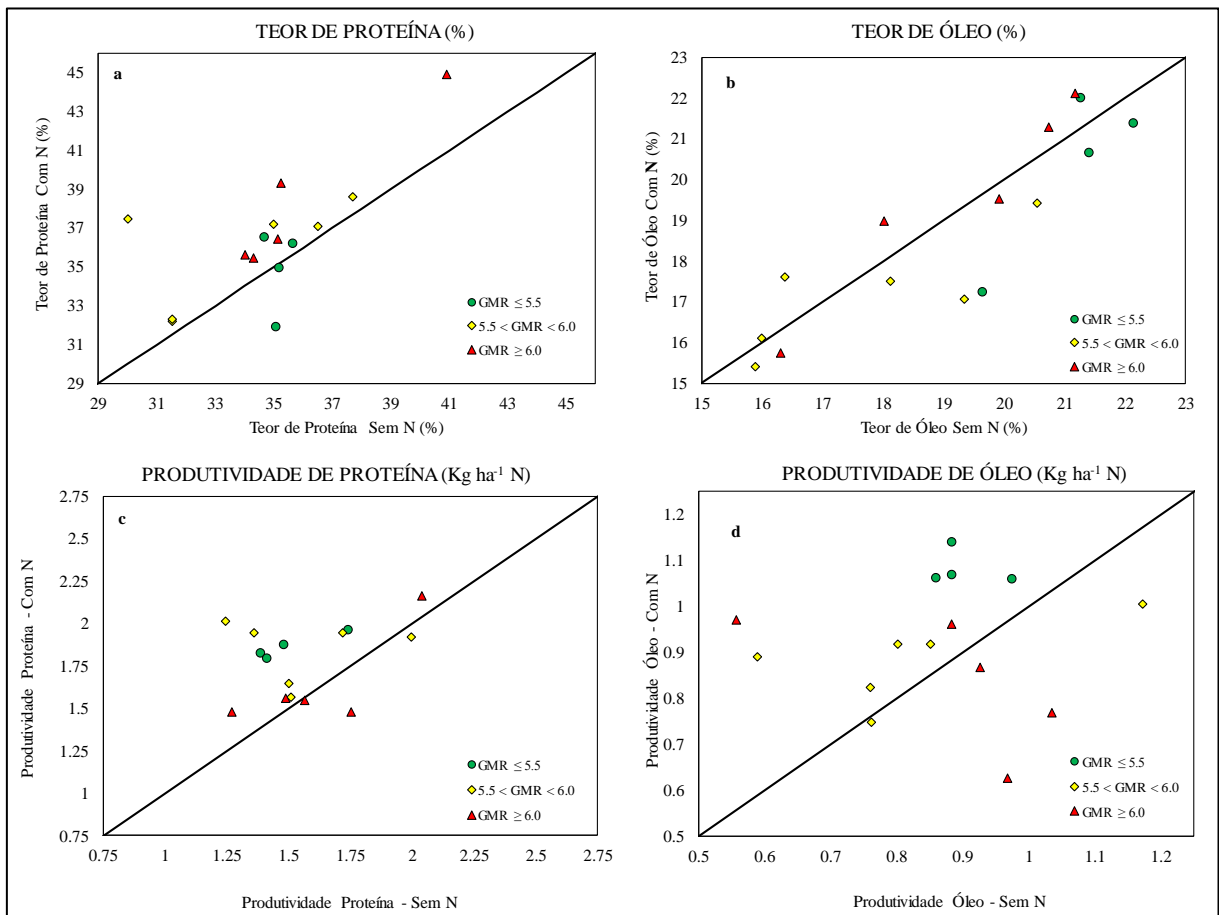 TEOR DE PROTEÍNA (%)
a
Teor de Proteína Com N (%)
45
43
41
39
37
35
33
31
29
29 31 33 35 37 39 41 43 45
Teor de Proteína Sem N (%)
GMR ≤ 5.5
5.5 < GMR < 6.0
GMR ≥ 6.0
TEOR DE ÓLEO (%)
b
Teor de Óleo Com N (%)
23
22
21
20
19
18
17
16
15
15 16 17 18 19 20 21 22 23
Teor de Óleo Sem N (%)
GMR ≤ 5.5
5.5 < GMR < 6.0
GMR ≥ 6.0
PRODUTIVIDADE DE PROTEÍNA (Kg ha⁻¹ N)
c
Produtividade Proteína - Com N
2.75
2.5
2.25
2
1.75
1.5
1.25
1
0.75
0.75 1 1.25 1.5 1.75 2 2.25 2.5 2.75
Produtividade Proteína - Sem N
GMR ≤ 5.5
5.5 < GMR < 6.0
GMR ≥ 6.0
PRODUTIVIDADE DE ÓLEO (Kg ha⁻¹ N)
d
Produtividade Óleo - Com N
1.2
1.1
1
0.9
0.8
0.7
0.6
0.5
0.5 0.6 0.7 0.8 0.9 1 1.1 1.2
Produtividade Óleo - Sem N
GMR ≤ 5.5
5.5 < GMR < 6.0
GMR ≥ 6.0